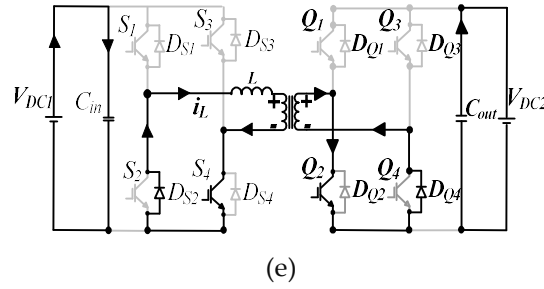 S1 S3 Q1 Q3
DS1 DS3 DQ1 DQ3
VDC1 Cin L iL + - + - Cout VDC2
S2 S4 Q2 Q4
DS2 DS4 DQ2 DQ4
(e)